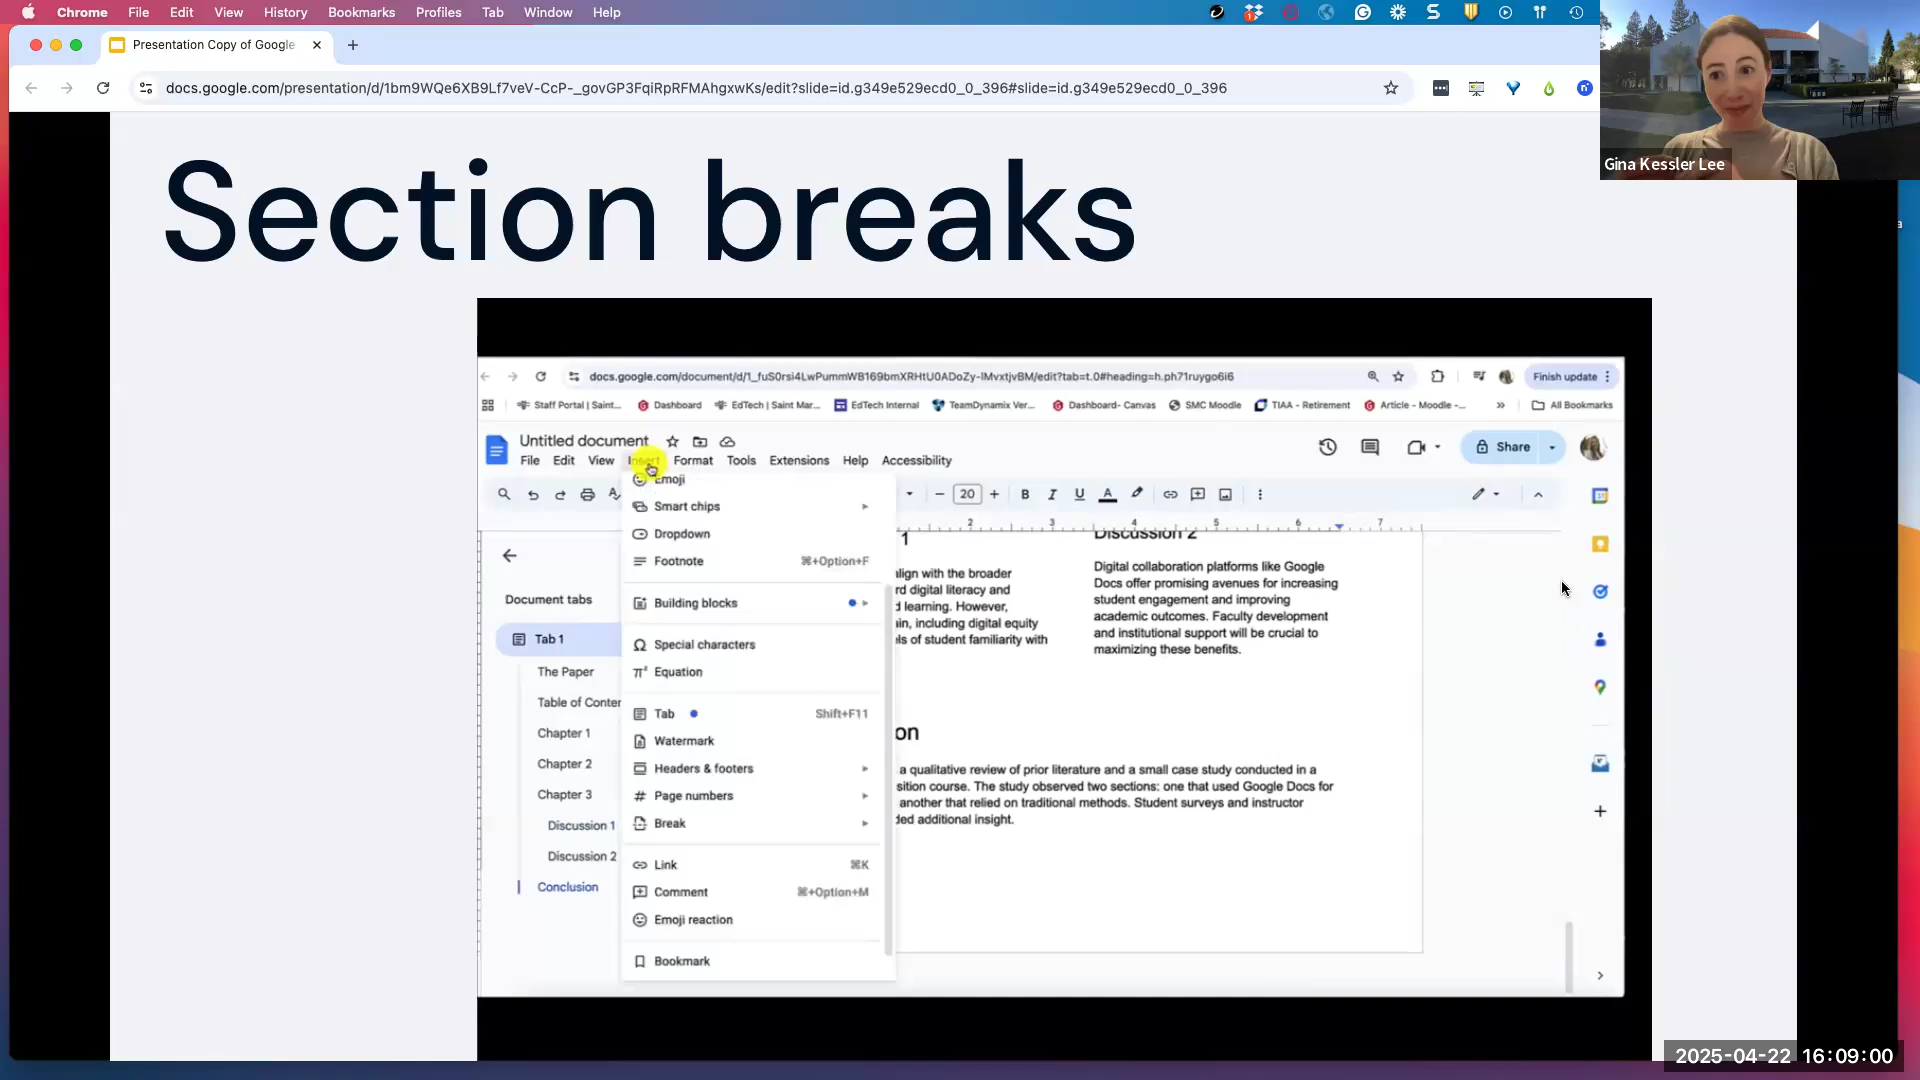 Chrome File Edit View History Bookmarks Profiles Tab Window Help
Presentation Copy of Google
docs.google.com/presentation/d/1bm9WQe6XB9Lf7veV-CcP-_govGP3FqiRpRFMAhgxwKs/edit?slide=id.g349e529ecd0_0_396#slide=id.g349e529ecd0_0_396
Gina Kessler Lee
Section breaks
docs.google.com/document/d/1_fuS0rsi4LwPummWB169bmXRHtU0ADoZy-lMvxtjvBM/edit?tab=t.0#heading=h.ph71ruygo6i6
Finish update
Staff Portal | Saint... Dashboard EdTech | Saint Mar... EdTech Internal TeamDynamix Ver... Dashboard- Canvas SMC Moodle TIAA - Retirement Article - Moodle -... » All Bookmarks
Untitled document
File Edit View Insert Format Tools Extensions Help Accessibility
Share
20
2 3 4 5 6 7
Emoji
Smart chips
Dropdown
Footnote ⌘+Option+F
Building blocks
Special characters
Equation
Tab Shift+F11
Watermark
Headers & footers
Page numbers
Break
Link ⌘K
Comment ⌘+Option+M
Emoji reaction
Bookmark
Document tabs
Tab 1
The Paper
Table of Conter
Chapter 1
Chapter 2
Chapter 3
Discussion 1
Discussion 2
Conclusion
1
lign with the broader
rd digital literacy and
d learning. However,
ain, including digital equity
els of student familiarity with
Discussion 2
Digital collaboration platforms like Google
Docs offer promising avenues for increasing
student engagement and improving
academic outcomes. Faculty development
and institutional support will be crucial to
maximizing these benefits.
on
a qualitative review of prior literature and a small case study conducted in a
sition course. The study observed two sections: one that used Google Docs for
another that relied on traditional methods. Student surveys and instructor
ded additional insight.
2025-04-22 16:09:00